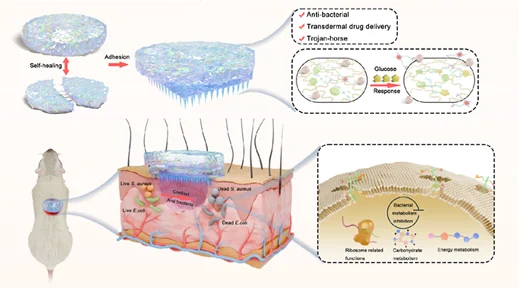 Self-healing
Adhesion
✓ Anti-bacterial
✓ Transdermal drug delivery
✓ Trojan-horse
Glucose
Response
Live S. aureus
Live E.coli
Contact
Anti bacteria
Dead S. aureus
Dead E.coli
Bacterial
metabolism
inhibition
Ribosome related
functions
Carbohydrate
metabolism
Energy metabolism